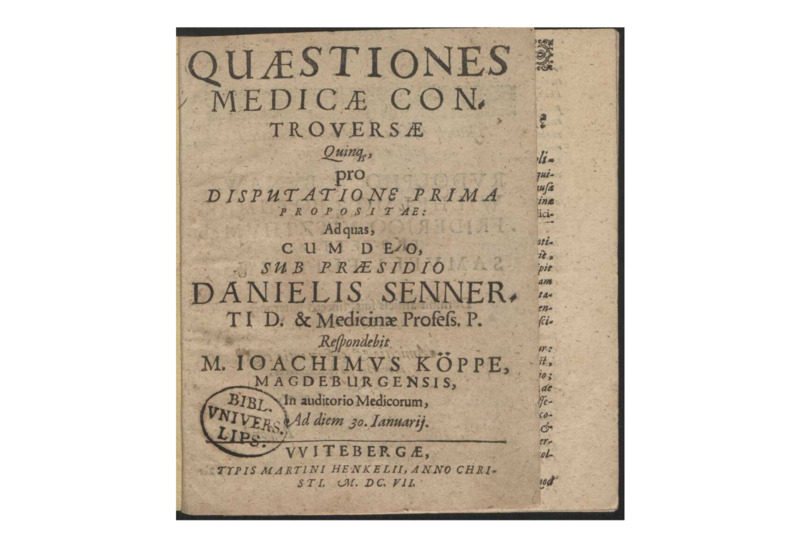 QUÆSTIONES
MEDICÆ CON-
TROVERSÆ
Quinq́;,
pro
DISPUTATIONE PRIMA
PROPOSITAE:
Ad quas,
CUM DEO,
SUB PRÆSIDIO
DANIELIS SENNER-
TI D. & Medicinæ Profess. P.
Respondebit
M. IOACHIMVS KÖPPE,
MAGDEBURGENSIS,
In auditorio Medicorum,
Ad diem 30. Ianuarij.
BIBL.
VNIVERS.
LIPS.
VVITEBERGÆ,
TYPIS MARTINI HENKELII, ANNO CHRI-
STI. M. DC. VII.